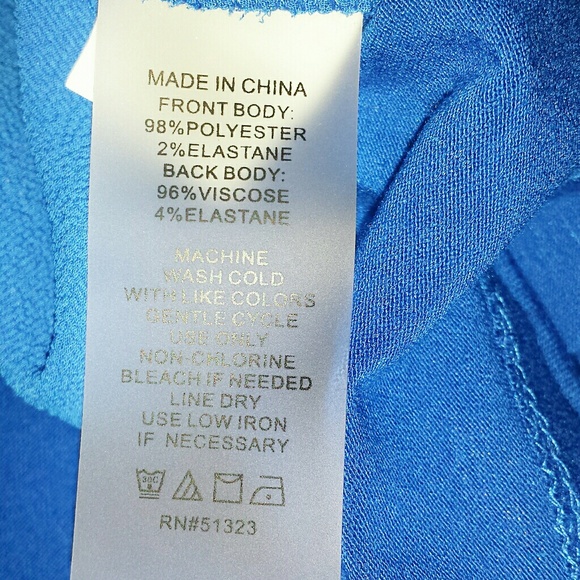 MADE IN CHINA
FRONT BODY:
98%POLYESTER
2%ELASTANE
BACK BODY:
96%VISCOSE
4%ELASTANE
MACHINE
WASH COLD
WITH LIKE COLORS
GENTLE CYCLE
USE ONLY
NON-CHLORINE
BLEACH IF NEEDED
LINE DRY
USE LOW IRON
IF NECESSARY
30C
RN#51323